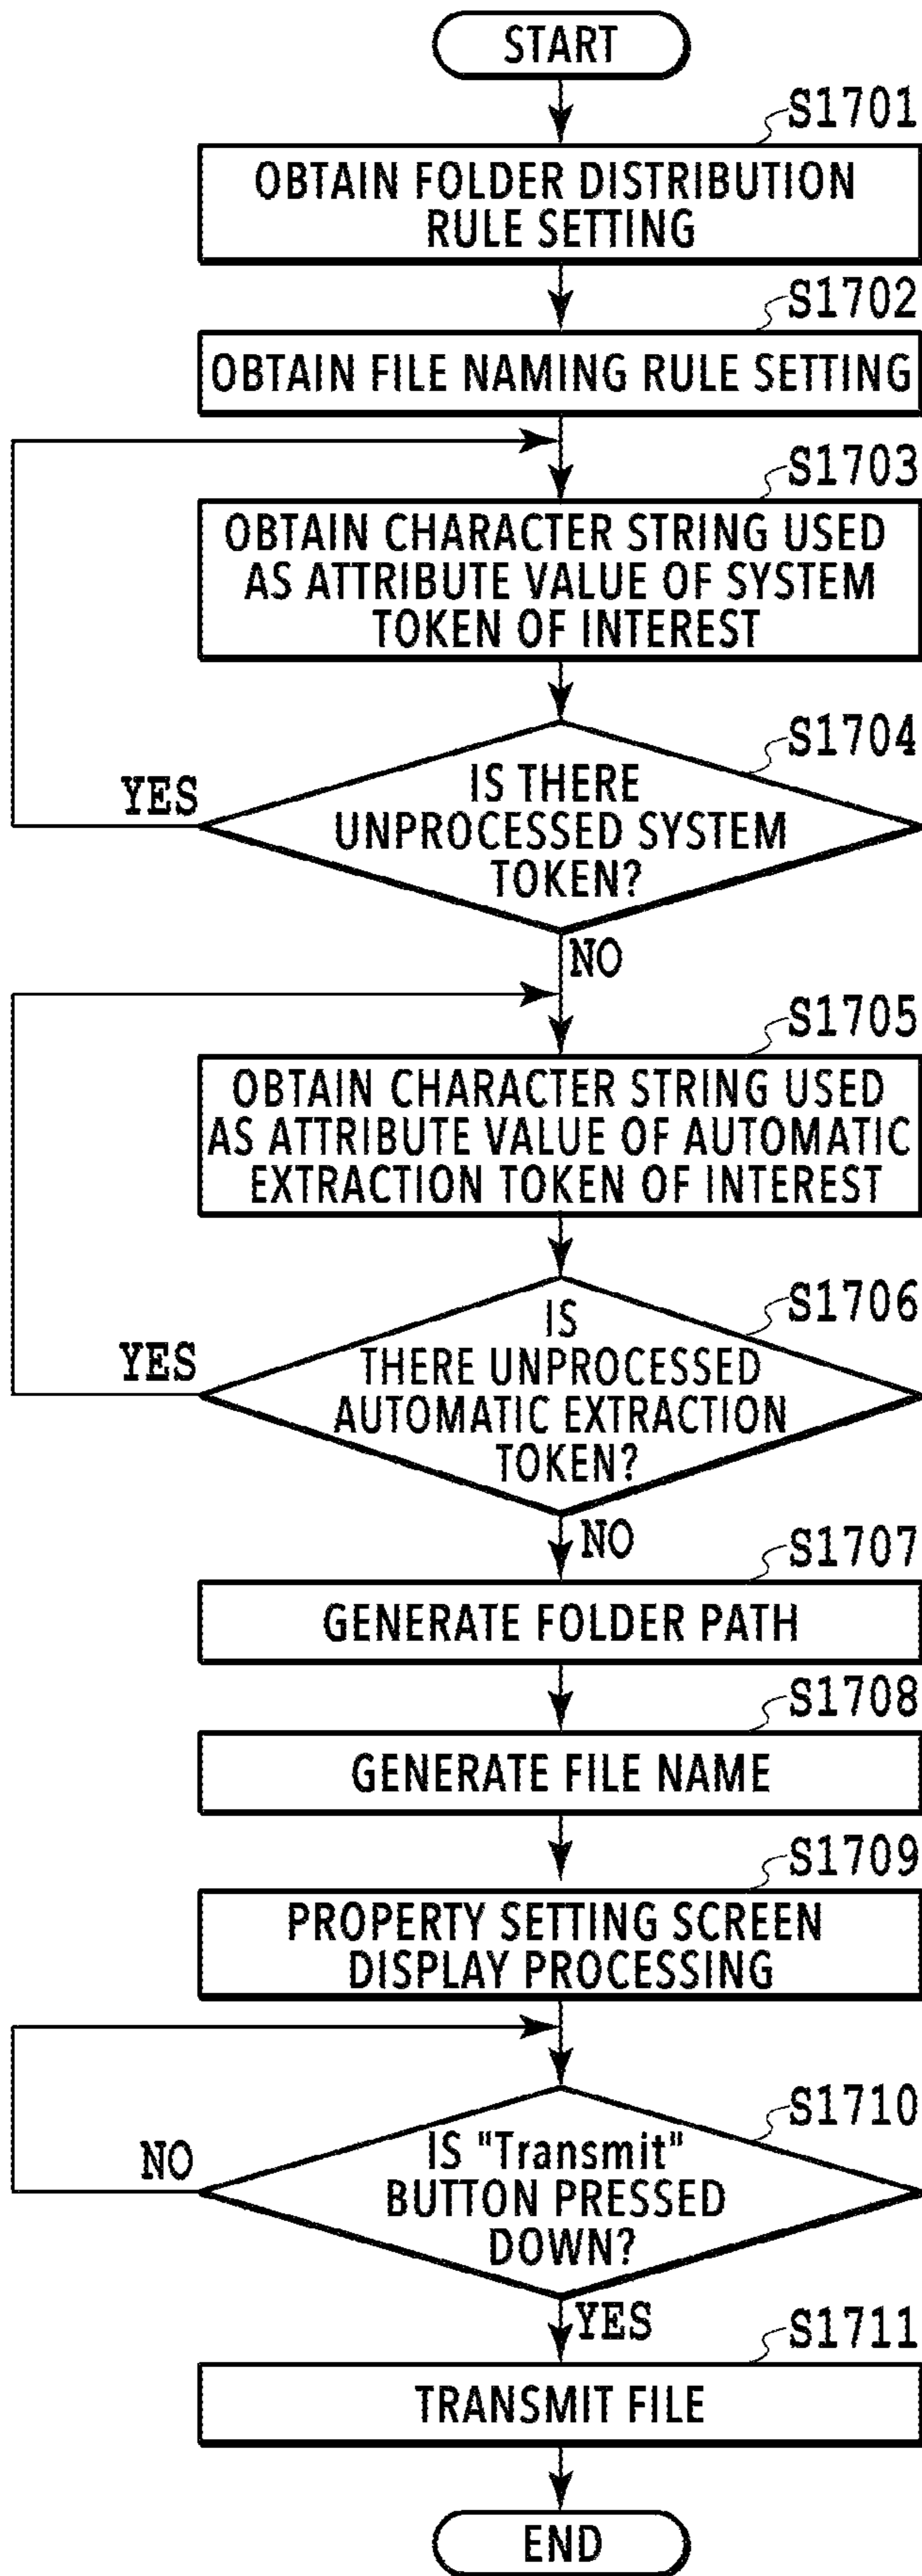 START
S1701
OBTAIN FOLDER DISTRIBUTION
RULE SETTING
S1702
OBTAIN FILE NAMING RULE SETTING
S1703
OBTAIN CHARACTER STRING USED
AS ATTRIBUTE VALUE OF SYSTEM
TOKEN OF INTEREST
S1704
IS THERE
UNPROCESSED SYSTEM
TOKEN?
YES
NO
S1705
OBTAIN CHARACTER STRING USED
AS ATTRIBUTE VALUE OF AUTOMATIC
EXTRACTION TOKEN OF INTEREST
S1706
IS
THERE UNPROCESSED
AUTOMATIC EXTRACTION
TOKEN?
YES
NO
S1707
GENERATE FOLDER PATH
S1708
GENERATE FILE NAME
S1709
PROPERTY SETTING SCREEN
DISPLAY PROCESSING
S1710
IS "Transmit"
BUTTON PRESSED
DOWN?
NO
YES
S1711
TRANSMIT FILE
END